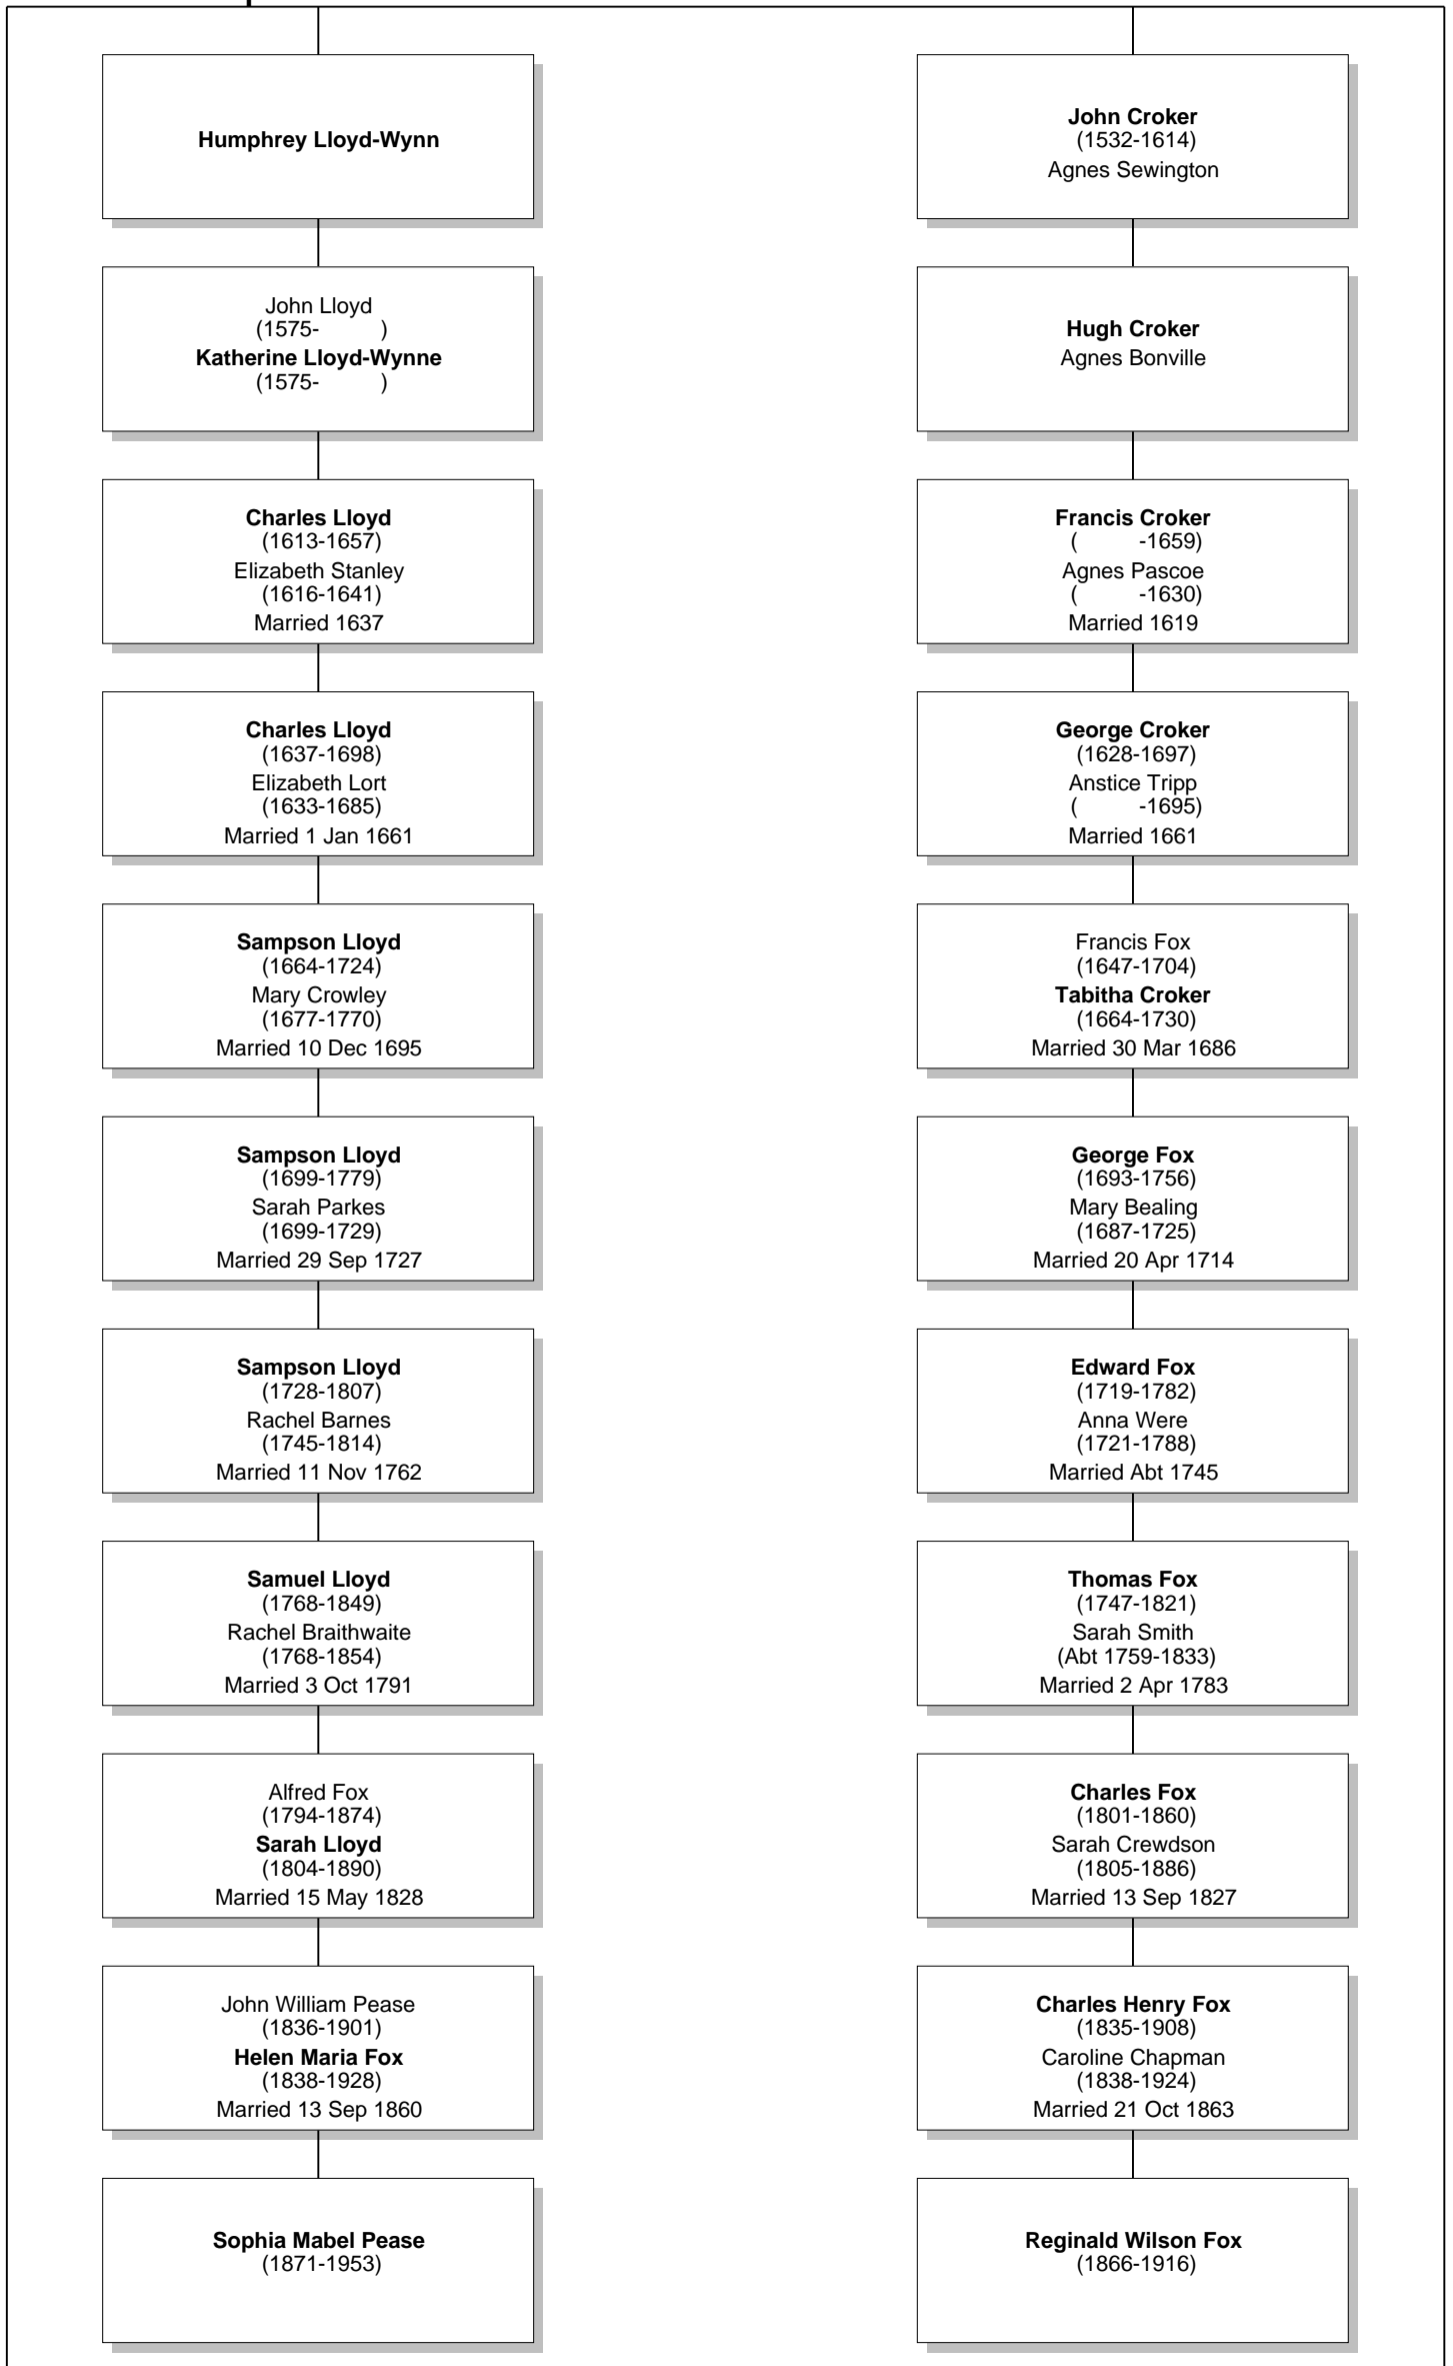 Humphrey Lloyd-Wynn
John Croker
(1532-1614)
Agnes Sewington
John Lloyd
(1575- )
Katherine Lloyd-Wynne
(1575- )
Hugh Croker
Agnes Bonville
Charles Lloyd
(1613-1657)
Elizabeth Stanley
(1616-1641)
Married 1637
Francis Croker
( -1659)
Agnes Pascoe
( -1630)
Married 1619
Charles Lloyd
(1637-1698)
Elizabeth Lort
(1633-1685)
Married 1 Jan 1661
George Croker
(1628-1697)
Anstice Tripp
( -1695)
Married 1661
Sampson Lloyd
(1664-1724)
Mary Crowley
(1677-1770)
Married 10 Dec 1695
Francis Fox
(1647-1704)
Tabitha Croker
(1664-1730)
Married 30 Mar 1686
Sampson Lloyd
(1699-1779)
Sarah Parkes
(1699-1729)
Married 29 Sep 1727
George Fox
(1693-1756)
Mary Bealing
(1687-1725)
Married 20 Apr 1714
Sampson Lloyd
(1728-1807)
Rachel Barnes
(1745-1814)
Married 11 Nov 1762
Edward Fox
(1719-1782)
Anna Were
(1721-1788)
Married Abt 1745
Samuel Lloyd
(1768-1849)
Rachel Braithwaite
(1768-1854)
Married 3 Oct 1791
Thomas Fox
(1747-1821)
Sarah Smith
(Abt 1759-1833)
Married 2 Apr 1783
Alfred Fox
(1794-1874)
Sarah Lloyd
(1804-1890)
Married 15 May 1828
Charles Fox
(1801-1860)
Sarah Crewdson
(1805-1886)
Married 13 Sep 1827
John William Pease
(1836-1901)
Helen Maria Fox
(1838-1928)
Married 13 Sep 1860
Charles Henry Fox
(1835-1908)
Caroline Chapman
(1838-1924)
Married 21 Oct 1863
Sophia Mabel Pease
(1871-1953)
Reginald Wilson Fox
(1866-1916)